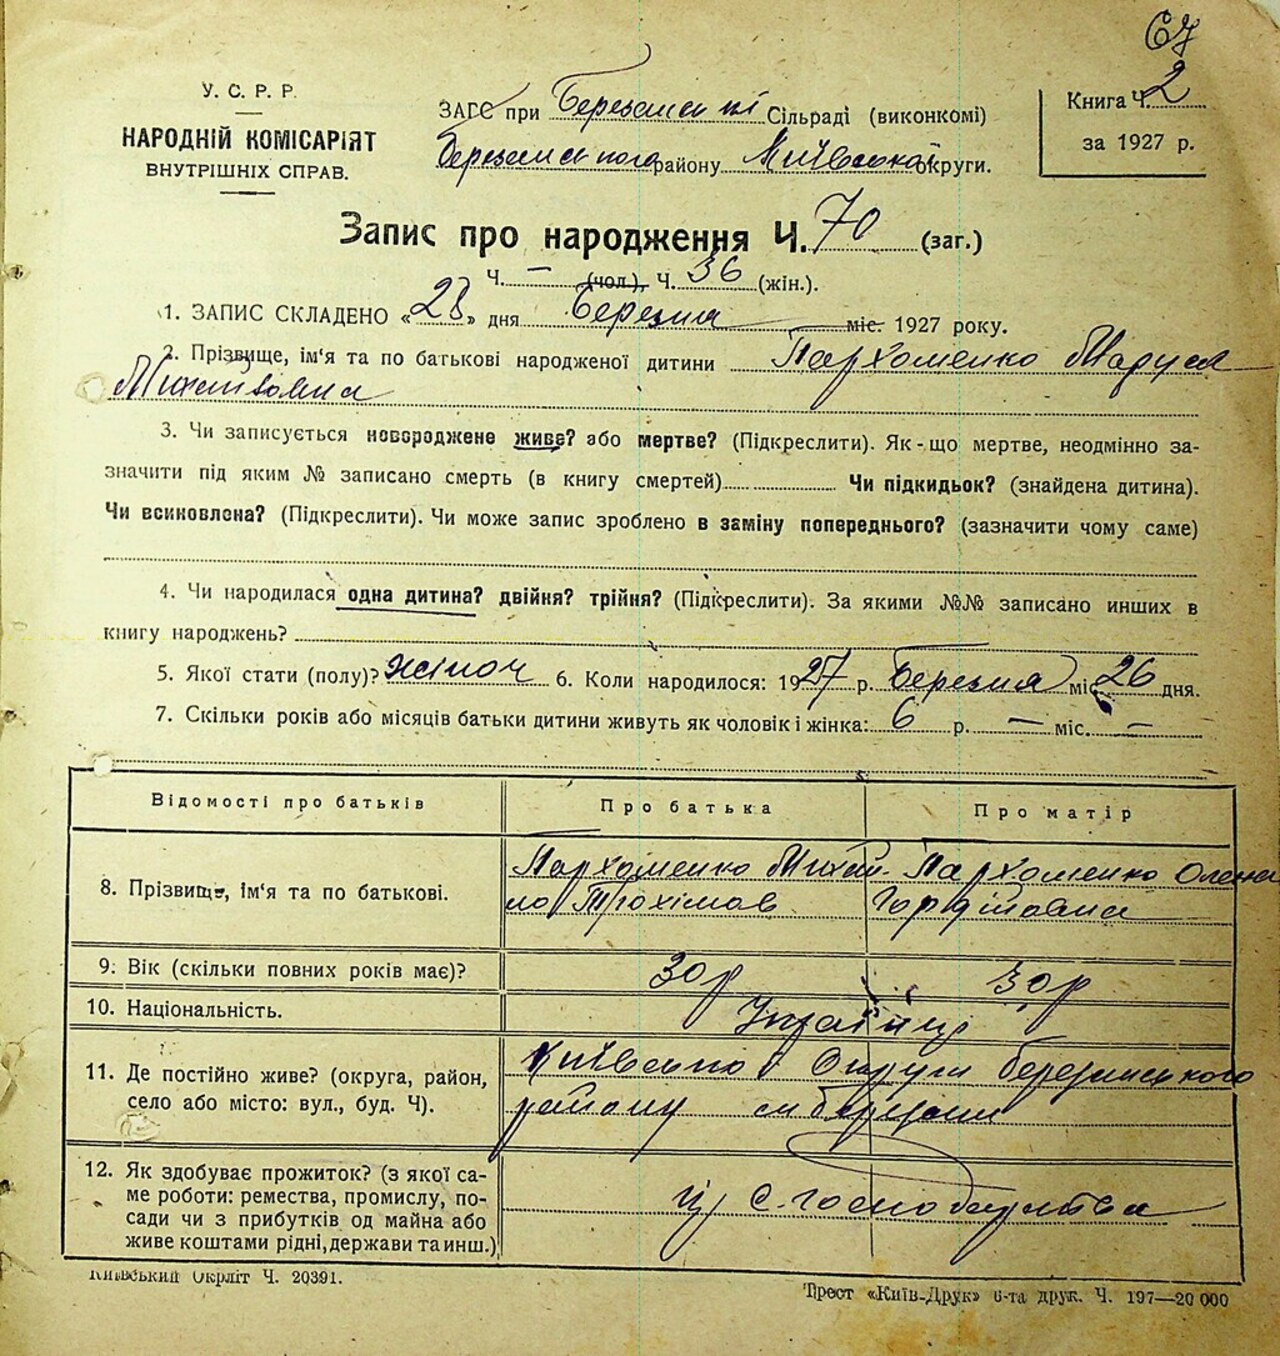 67
У. С. Р. Р.
НАРОДНІЙ КОМІСАРІЯТ
ВНУТРІШНІХ СПРАВ.
ЗАГС при Березанській Сільраді (виконкомі)
Березанського району Київської округи.
Книга Ч. 2
за 1927 р.
Запис про народження Ч. 70 (заг.)
Ч. — (чол.), Ч. 36 (жін.).
1. ЗАПИС СКЛАДЕНО «28» дня Березня міс. 1927 року.
2. Прізвище, ім'я та по батькові народженої дитини Пархоменко Маруся
Михайлівна
3. Чи записується новороджене живе? або мертве? (Підкреслити). Як-що мертве, неодмінно за-
значити під яким № записано смерть (в книгу смертей) Чи підкидьок? (знайдена дитина).
Чи всиновлена? (Підкреслити). Чи може запис зроблено в заміну попереднього? (зазначити чому саме)
4. Чи народилася одна дитина? двійня? трійня? (Підкреслити). За якими №№ записано инших в
книгу народжень?
5. Якої стати (полу)? жіноч 6. Коли народилося: 1927 р. Березня міс. 26 дня.
7. Скільки років або місяців батьки дитини живуть як чоловік і жінка: 6 р. — міс. —
Відомості про батьків Про батька Про матір
8. Прізвище, ім'я та по батькові. Пархоменко Михай- Пархоменко Олена
ло Трохімов Гордіївна
9. Вік (скільки повних років має)? 30 р 30 р
10. Національність. Українці
11. Де постійно живе? (округа, район, Київської Округи Березанського
село або місто: вул., буд. Ч). району м Березани
12. Як здобуває прожиток? (з якої са-
ме роботи: ремества, промислу, по-
сади чи з прибутків од майна або
живе коштами рідні, держави та инш.) із С. господарства
Київський Окрліт Ч. 20391.
Трест «Київ-Друк» 6-та друк. Ч. 197—20 000